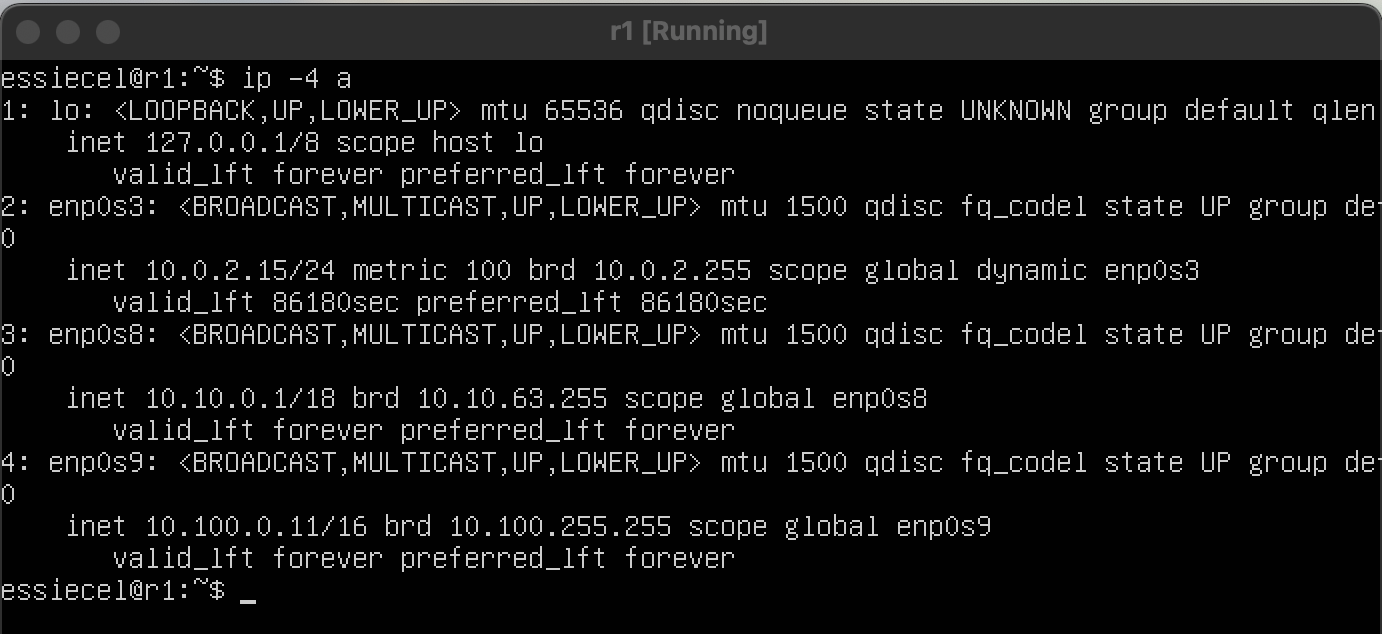 r1 [Running]
essiecel@r1:~$ ip -4 a
1: lo: <LOOPBACK,UP,LOWER_UP> mtu 65536 qdisc noqueue state UNKNOWN group default qlen
    inet 127.0.0.1/8 scope host lo
       valid_lft forever preferred_lft forever
2: enp0s3: <BROADCAST,MULTICAST,UP,LOWER_UP> mtu 1500 qdisc fq_codel state UP group def
0
    inet 10.0.2.15/24 metric 100 brd 10.0.2.255 scope global dynamic enp0s3
       valid_lft 86180sec preferred_lft 86180sec
3: enp0s8: <BROADCAST,MULTICAST,UP,LOWER_UP> mtu 1500 qdisc fq_codel state UP group def
0
    inet 10.10.0.1/18 brd 10.10.63.255 scope global enp0s8
       valid_lft forever preferred_lft forever
4: enp0s9: <BROADCAST,MULTICAST,UP,LOWER_UP> mtu 1500 qdisc fq_codel state UP group def
0
    inet 10.100.0.11/16 brd 10.100.255.255 scope global enp0s9
       valid_lft forever preferred_lft forever
essiecel@r1:~$ _